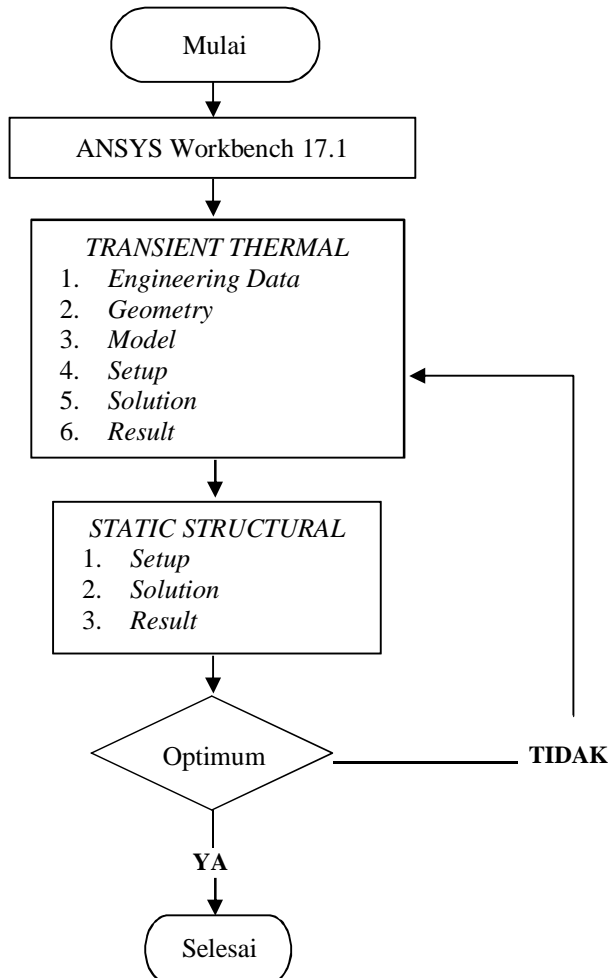 Mulai
ANSYS Workbench 17.1
TRANSIENT THERMAL
1. Engineering Data
2. Geometry
3. Model
4. Setup
5. Solution
6. Result
STATIC STRUCTURAL
1. Setup
2. Solution
3. Result
Optimum
TIDAK
YA
Selesai